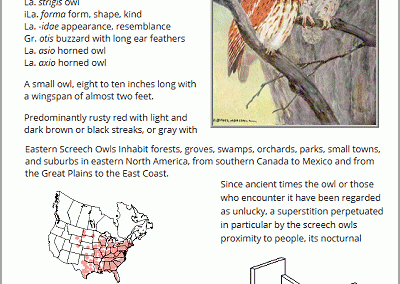 La. strigis owl
iLa. forma form, shape, kind
La. -idae appearance, resemblance
Gr. otis buzzard with long ear feathers
La. asio horned owl
La. axio horned owl
A small owl, eight to ten inches long with
a wingspan of almost two feet.
Predominantly rusty red with light and
dark brown or black streaks, or gray with
Eastern Screech Owls Inhabit forests, groves, swamps, orchards, parks, small towns,
and suburbs in eastern North America, from southern Canada to Mexico and from
the Great Plains to the East Coast.
Since ancient times the owl or those
who encounter it have been regarded
as unlucky, a superstition perpetuated
in particular by the screech owls
proximity to people, its nocturnal